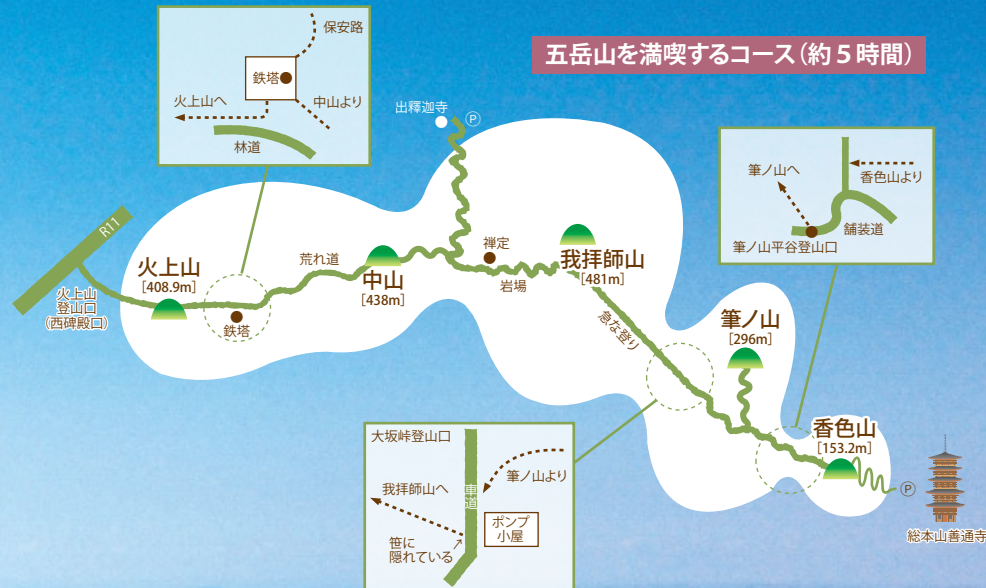 五岳山を満喫するコース(約5時間)
保安路
鉄塔
火上山へ
中山より
林道
出釋迦寺
P
筆ノ山へ
香色山より
舗装道
筆ノ山平谷登山口
R11
火上山
登山口
(西碑殿口)
火上山
[408.9m]
鉄塔
荒れ道
中山
[438m]
禅定
岩場
我拝師山
[481m]
急な登り
筆ノ山
[296m]
香色山
[153.2m]
P
総本山善通寺
大坂峠登山口
筆ノ山より
我拝師山へ
車道
ポンプ
小屋
笹に
隠れている